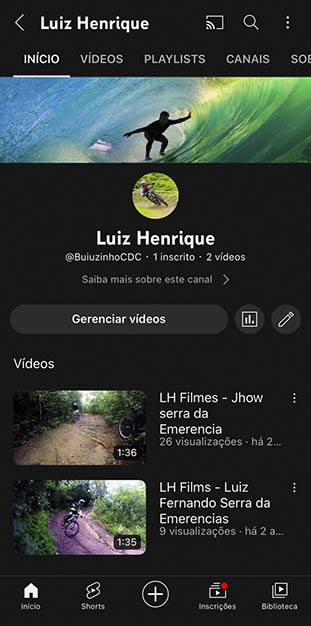 Luiz Henrique
INÍCIO VÍDEOS PLAYLISTS CANAIS SOB
Luiz Henrique
@BuiuzinhoCDC · 1 inscrito · 2 vídeos
Saiba mais sobre este canal
Gerenciar vídeos
Vídeos
LH Filmes - Jhow
serra da
Emerencia
26 visualizações · há 2...
1:36
LH Films - Luiz
Fernando Serra da
Emerencias
9 visualizações · há 2 a...
1:35
Início Shorts Inscrições Biblioteca